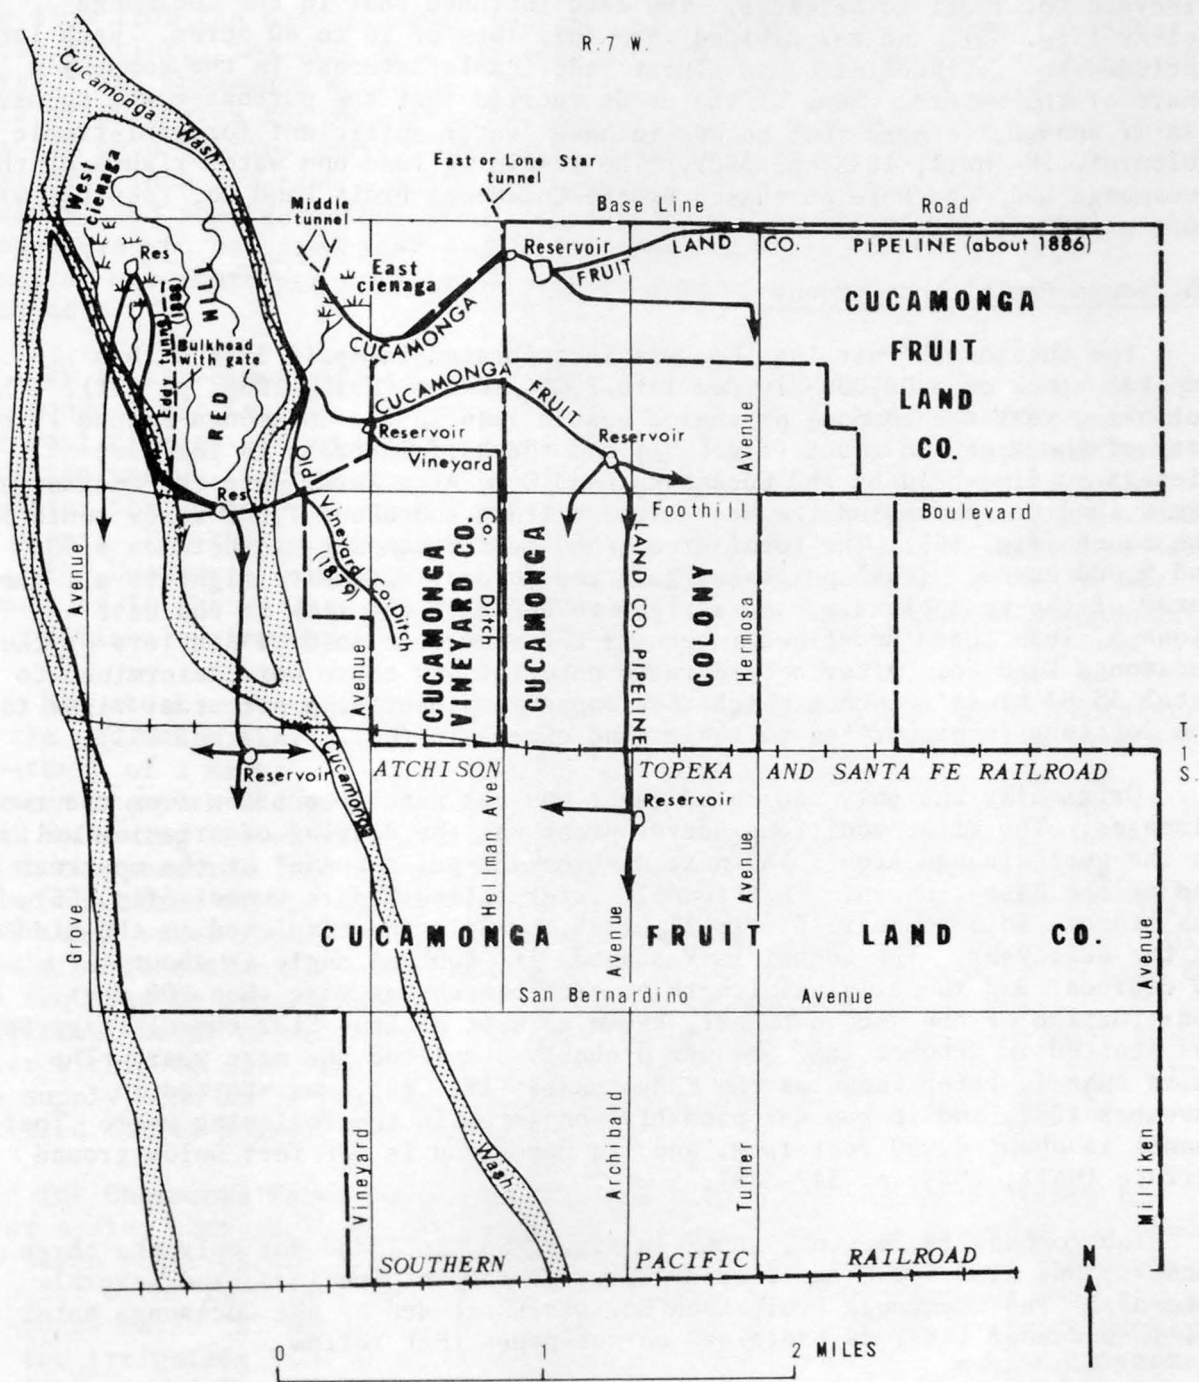 R.7 W.
Cucamonga Wash
East or Lone Star
tunnel
West
cienaga
Middle
tunnel
Base Line Road
Res
East
cienaga
Reservoir
FRUIT LAND CO. PIPELINE (about 1886)
CUCAMONGA
CUCAMONGA
FRUIT
LAND
CO.
Eddy tunnel
(1888)
RED HILL
Bulkhead
with gate
CUCAMONGA FRUIT
Reservoir
Reservoir
Vineyard
Res
Old
Foothill Boulevard
Vineyard Co. Ditch
(1879)
CUCAMONGA
VINEYARD CO.
Co. Ditch
CUCAMONGA
COLONY
LAND CO. PIPELINE
Avenue
Avenue
Hermosa Avenue
T.
1
S.
Reservoir
Cucamonga
ATCHISON TOPEKA AND SANTA FE RAILROAD
Reservoir
Grove
Hellman Ave
Avenue
Avenue
Avenue
CUCAMONGA FRUIT LAND CO.
San Bernardino Avenue
Vineyard
Wash
Archibald
Turner
Milliken
SOUTHERN PACIFIC RAILROAD
N
0 1 2 MILES